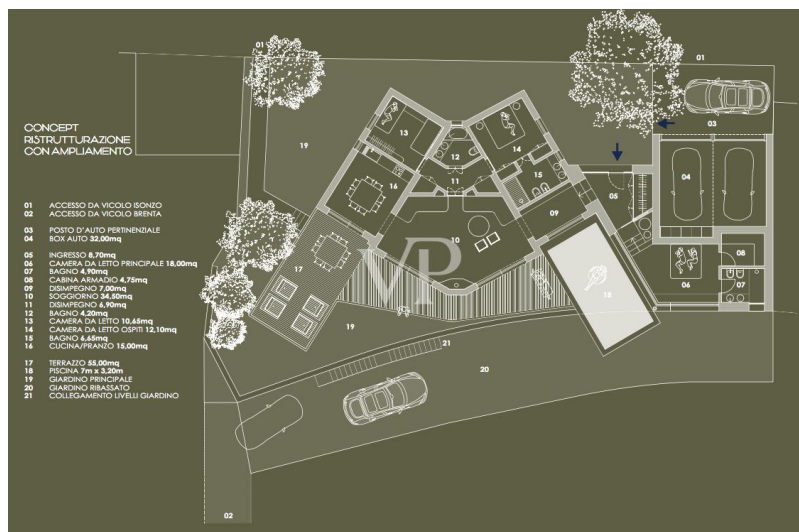 CONCEPT
RISTRUTTURAZIONE
CON AMPLIAMENTO
01 ACCESSO DA VICOLO ISONZO
02 ACCESSO DA VICOLO BRENTA
03 POSTO D'AUTO PERTINENZIALE
04 BOX AUTO 32,00mq
05 INGRESSO 8,70mq
06 CAMERA DA LETTO PRINCIPALE 18,00mq
07 BAGNO 4,90mq
08 CABINA ARMADIO 4,75mq
09 DISIMPEGNO 7,00mq
10 SOGGIORNO 34,50mq
11 DISIMPEGNO 6,90mq
12 BAGNO 4,20mq
13 CAMERA DA LETTO 10,65mq
14 CAMERA DA LETTO OSPITI 12,10mq
15 BAGNO 6,65mq
16 CUCINA/PRANZO 15,00mq
17 TERRAZZO 55,00mq
18 PISCINA 7m x 3,20m
19 GIARDINO PRINCIPALE
20 GIARDINO RIBASSATO
21 COLLEGAMENTO LIVELLI GIARDINO
01
01
03
13
12
14
19
04
11
16
15
05
09
10
08
17
VP
06
07
18
19
21
20
02